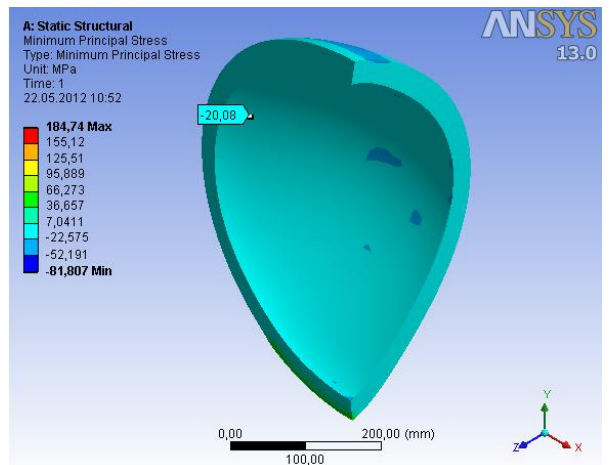 A: Static Structural
Minimum Principal Stress
Type: Minimum Principal Stress
Unit: MPa
Time: 1
22.05.2012 10:52
184,74 Max
155,12
125,51
95,889
66,273
36,657
7,0411
-22,575
-52,191
-81,807 Min
ANSYS
13.0
-20,08
0,00
200,00 (mm)
100,00
Y
Z
X